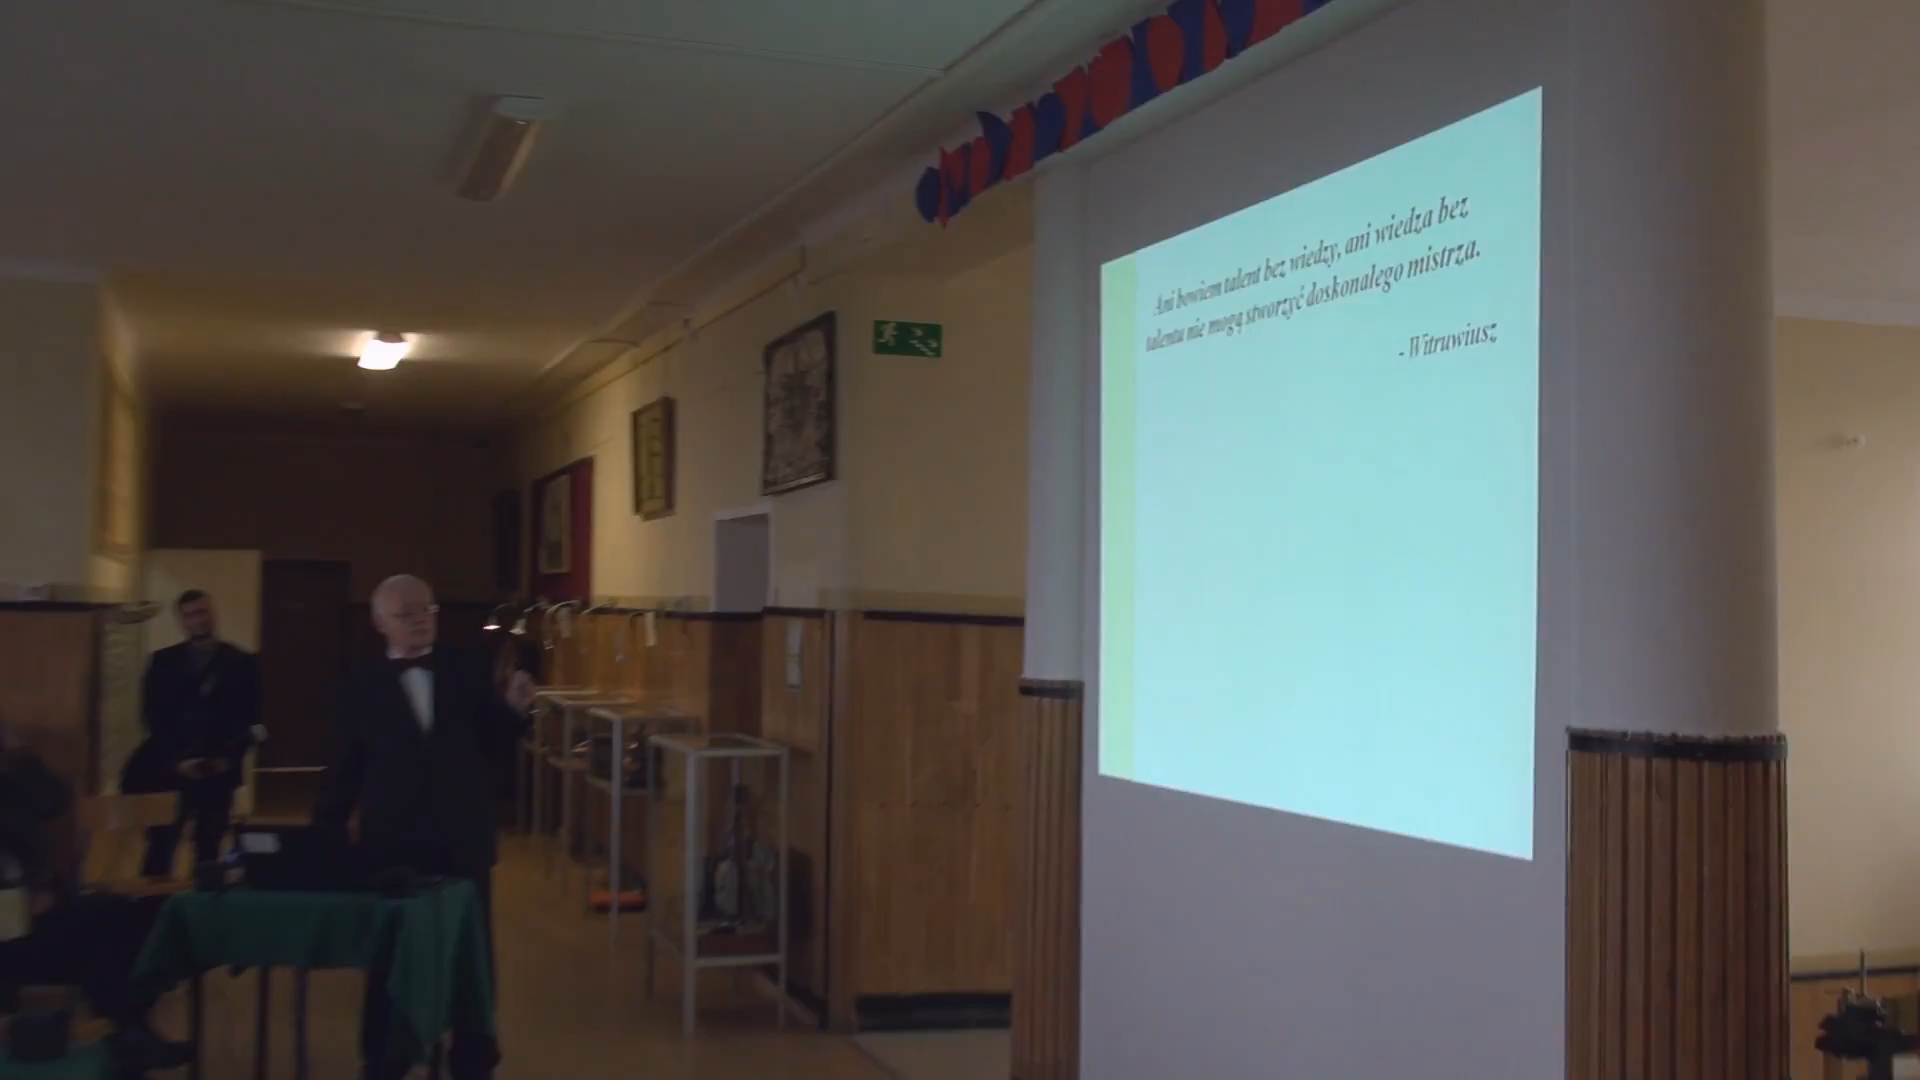 Ani bowiem talent bez wiedzy, ani wiedza bez
talentu nie mogą stworzyć doskonałego mistrza.
- Witruwiusz